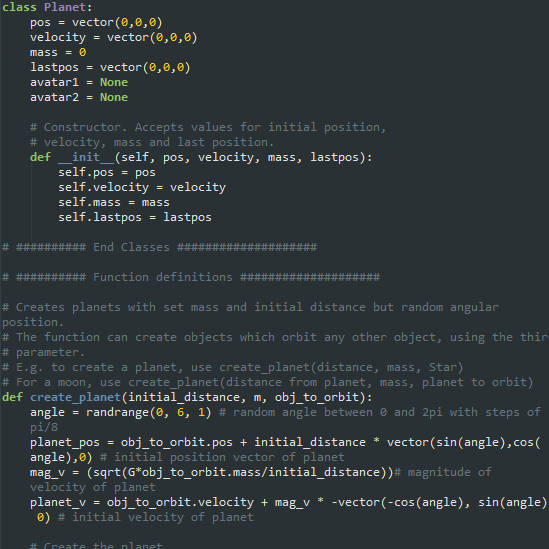 class Planet:
    pos = vector(0,0,0)
    velocity = vector(0,0,0)
    mass = 0
    lastpos = vector(0,0,0)
    avatar1 = None
    avatar2 = None
    # Constructor. Accepts values for initial position,
    # velocity, mass and last position.
    def __init__(self, pos, velocity, mass, lastpos):
        self.pos = pos
        self.velocity = velocity
        self.mass = mass
        self.lastpos = lastpos
# ########## End Classes ####################
# ########## Function definitions ####################
# Creates planets with set mass and initial distance but random angular
position.
# The function can create objects which orbit any other object, using the thir
# parameter.
# E.g. to create a planet, use create_planet(distance, mass, Star)
# For a moon, use create_planet(distance from planet, mass, planet to orbit)
def create_planet(initial_distance, m, obj_to_orbit):
    angle = randrange(0, 6, 1) # random angle between 0 and 2pi with steps of
    pi/8
    planet_pos = obj_to_orbit.pos + initial_distance * vector(sin(angle),cos(
    angle),0) # initial position vector of planet
    mag_v = (sqrt(G*obj_to_orbit.mass/initial_distance))# magnitude of
    velocity of planet
    planet_v = obj_to_orbit.velocity + mag_v * -vector(-cos(angle), sin(angle)
     0) # initial velocity of planet
    # Create the planet